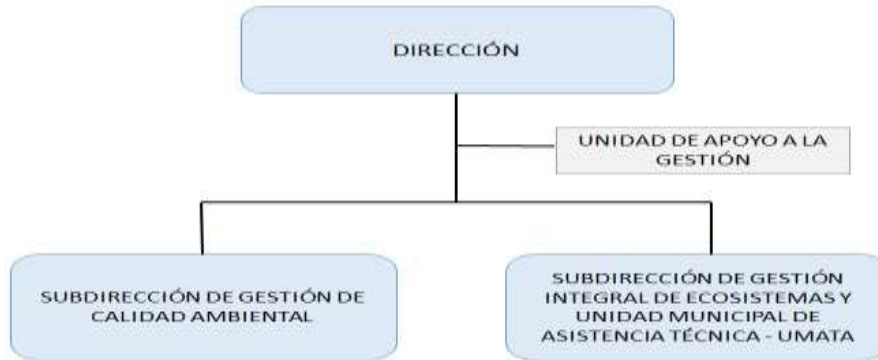 DIRECCIÓN
UNIDAD DE APOYO A LA
GESTIÓN
SUBDIRECCIÓN DE GESTIÓN DE
CALIDAD AMBIENTAL
SUBDIRECCIÓN DE GESTIÓN
INTEGRAL DE ECOSISTEMAS Y
UNIDAD MUNICIPAL DE
ASISTENCIA TÉCNICA - UMATA